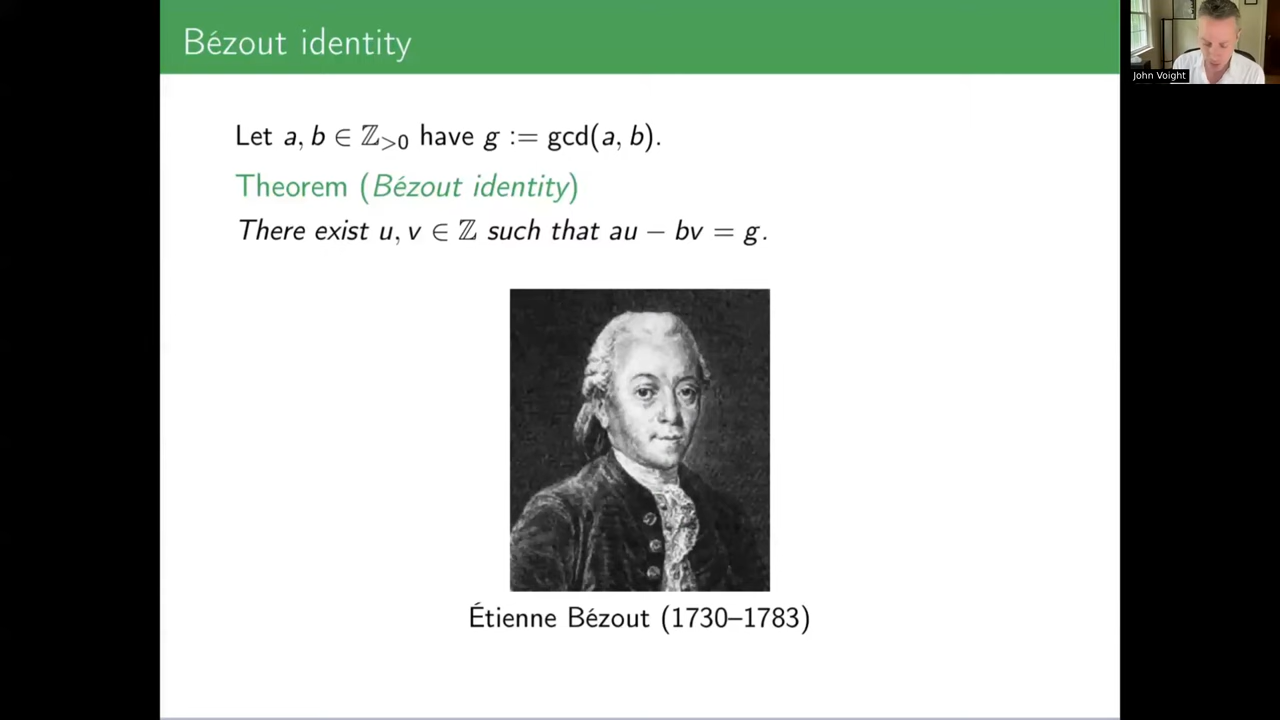 Bézout identity
John Voight
Let a, b ∈ ℤ>0 have g := gcd(a, b).
Theorem (Bézout identity)
There exist u, v ∈ ℤ such that au − bv = g.
Étienne Bézout (1730–1783)